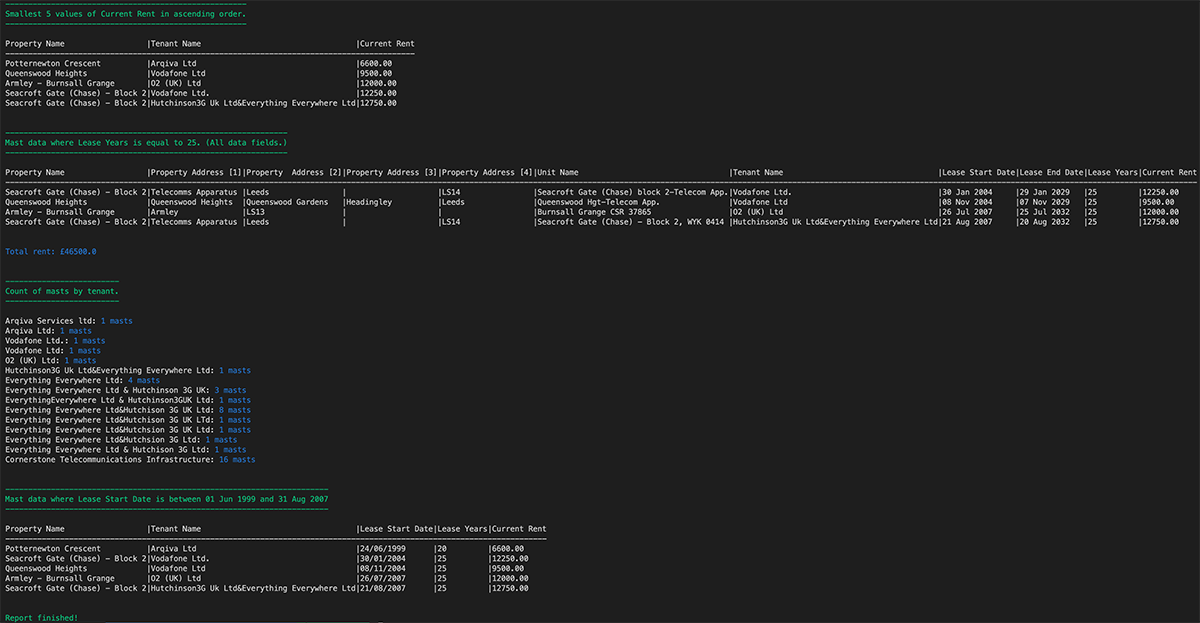 Smallest 5 values of Current Rent in ascending order.
Property Name |Tenant Name |Current Rent
Potternewton Crescent |Arqiva Ltd |6600.00
Queenswood Heights |Vodafone Ltd |9500.00
Armley - Burnsall Grange |O2 (UK) Ltd |12000.00
Seacroft Gate (Chase) - Block 2|Vodafone Ltd. |12250.00
Seacroft Gate (Chase) - Block 2|Hutchinson3G Uk Ltd&Everything Everywhere Ltd|12750.00
Mast data where Lease Years is equal to 25. (All data fields.)
Property Name |Property Address [1]|Property  Address [2]|Property Address [3]|Property Address [4]|Unit Name |Tenant Name |Lease Start Date|Lease End Date|Lease Years|Current Rent
Seacroft Gate (Chase) - Block 2|Telecomms Apparatus |Leeds | |LS14 |Seacroft Gate (Chase) block 2-Telecom App.|Vodafone Ltd. |30 Jan 2004 |29 Jan 2029 |25 |12250.00
Queenswood Heights |Queenswood Heights |Queenswood Gardens |Headingley |Leeds |Queenswood Hgt-Telecom App. |Vodafone Ltd |08 Nov 2004 |07 Nov 2029 |25 |9500.00
Armley - Burnsall Grange |Armley |LS13 | | |Burnsall Grange CSR 37865 |O2 (UK) Ltd |26 Jul 2007 |25 Jul 2032 |25 |12000.00
Seacroft Gate (Chase) - Block 2|Telecomms Apparatus |Leeds | |LS14 |Seacroft Gate (Chase) - Block 2, WYK 0414 |Hutchinson3G Uk Ltd&Everything Everywhere Ltd|21 Aug 2007 |20 Aug 2032 |25 |12750.00
Total rent: £46500.0
Count of masts by tenant.
Arqiva Services ltd: 1 masts
Arqiva Ltd: 1 masts
Vodafone Ltd.: 1 masts
Vodafone Ltd: 1 masts
O2 (UK) Ltd: 1 masts
Hutchinson3G Uk Ltd&Everything Everywhere Ltd: 1 masts
Everything Everywhere Ltd: 4 masts
Everything Everywhere Ltd & Hutchinson 3G UK: 3 masts
EverythingEverywhere Ltd & Hutchinson3GUK Ltd: 1 masts
Everything Everywhere Ltd&Hutchison 3G UK Ltd: 8 masts
Everything Everywhere Ltd&Hutchison 3G UK LTd: 1 masts
Everything Everywhere Ltd&Hutchsion 3G UK Ltd: 1 masts
Everything Everywhere Ltd&Hutchsion 3G Ltd: 1 masts
Everything Everywhere Ltd & Hutchison 3G Ltd: 1 masts
Cornerstone Telecommunications Infrastructure: 16 masts
Mast data where Lease Start Date is between 01 Jun 1999 and 31 Aug 2007
Property Name |Tenant Name |Lease Start Date|Lease Years|Current Rent
Potternewton Crescent |Arqiva Ltd |24/06/1999 |20 |6600.00
Seacroft Gate (Chase) - Block 2|Vodafone Ltd. |30/01/2004 |25 |12250.00
Queenswood Heights |Vodafone Ltd |08/11/2004 |25 |9500.00
Armley - Burnsall Grange |O2 (UK) Ltd |26/07/2007 |25 |12000.00
Seacroft Gate (Chase) - Block 2|Hutchinson3G Uk Ltd&Everything Everywhere Ltd|21/08/2007 |25 |12750.00
Report finished!